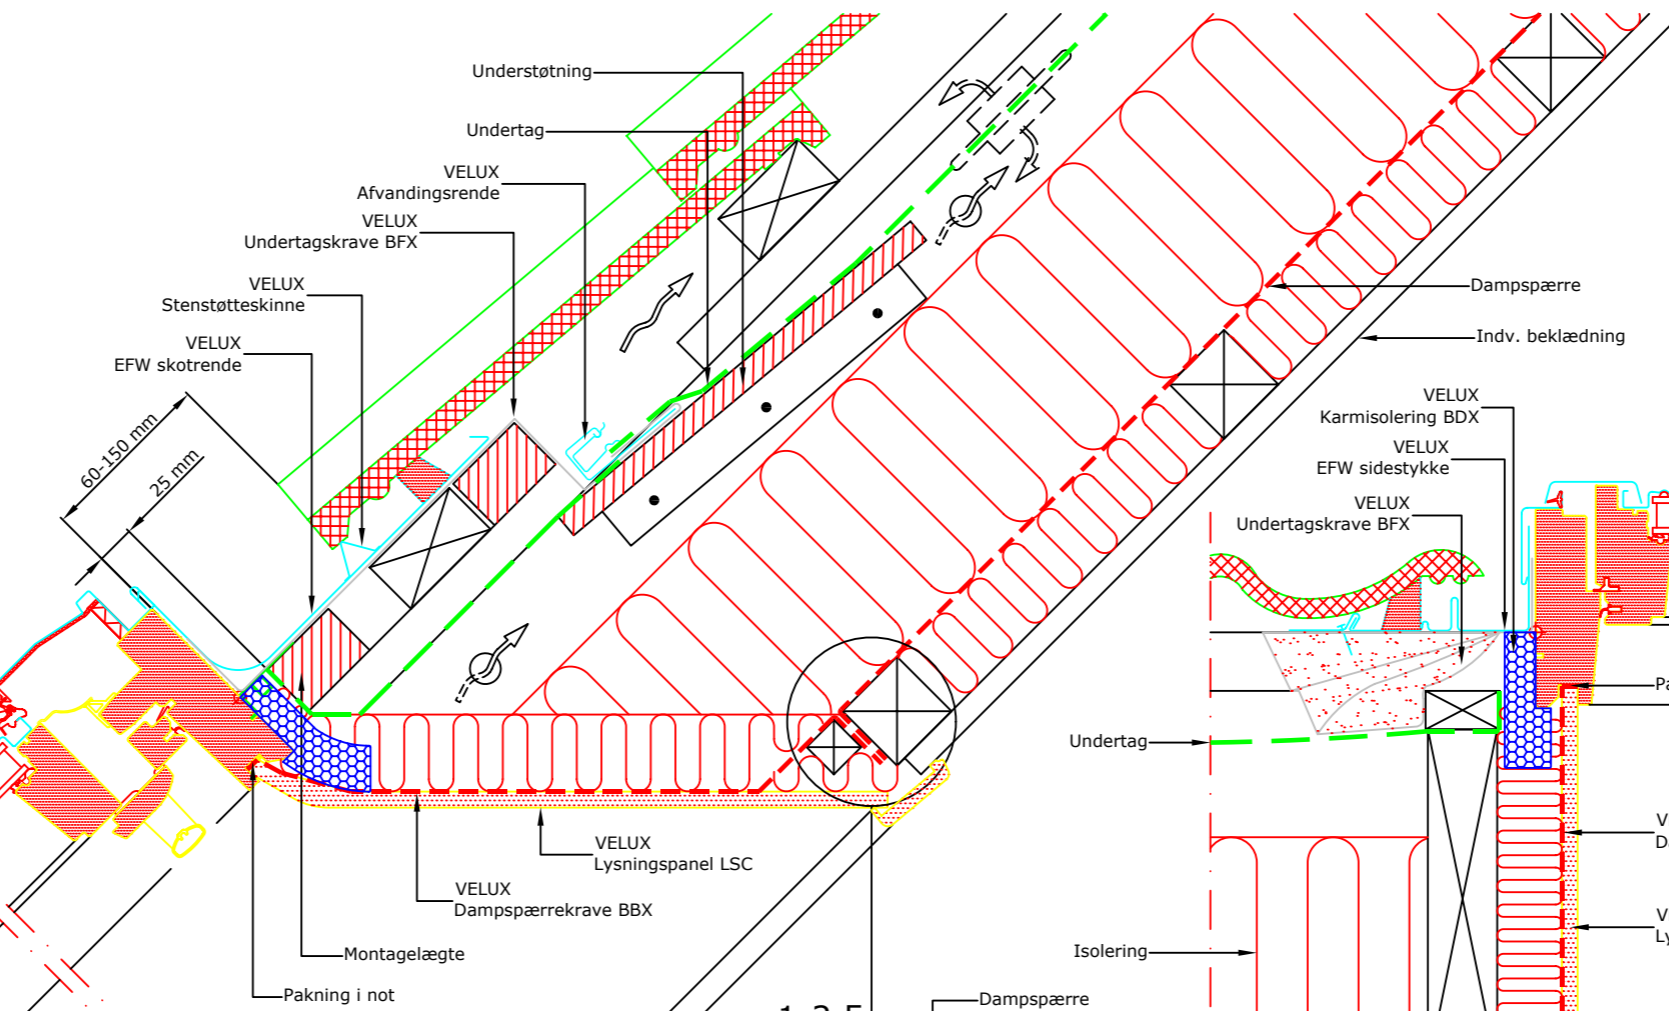 Understøtning
Undertag
VELUX
Afvandingsrende
VELUX
Undertagskrave BFX
VELUX
Stenstøtteskinne
VELUX
EFW skotrende
60-150 mm
25 mm
Dampspærre
Indv. beklædning
VELUX
Karmisolering BDX
VELUX
EFW sidestykke
VELUX
Undertagskrave BFX
Undertag
Isolering
VELUX
Lysningspanel LSC
VELUX
Dampspærrekrave BBX
Montagelægte
Pakning i not
Dampspærre